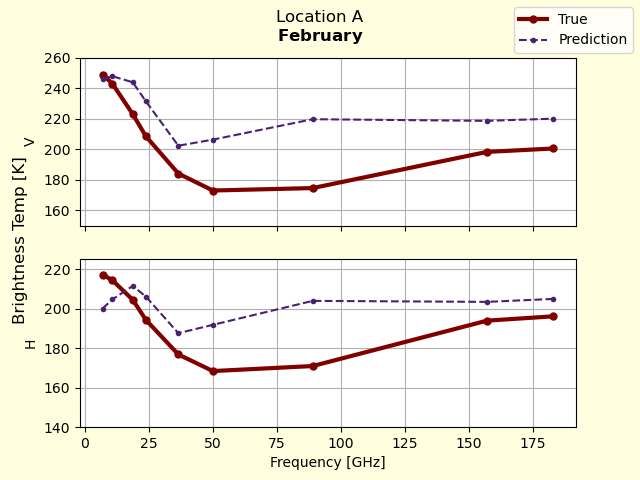 Location A
February
True
Prediction
260
240
220
200
180
160
V
220
200
180
160
140
H
Brightness Temp [K]
0 25 50 75 100 125 150 175
Frequency [GHz]